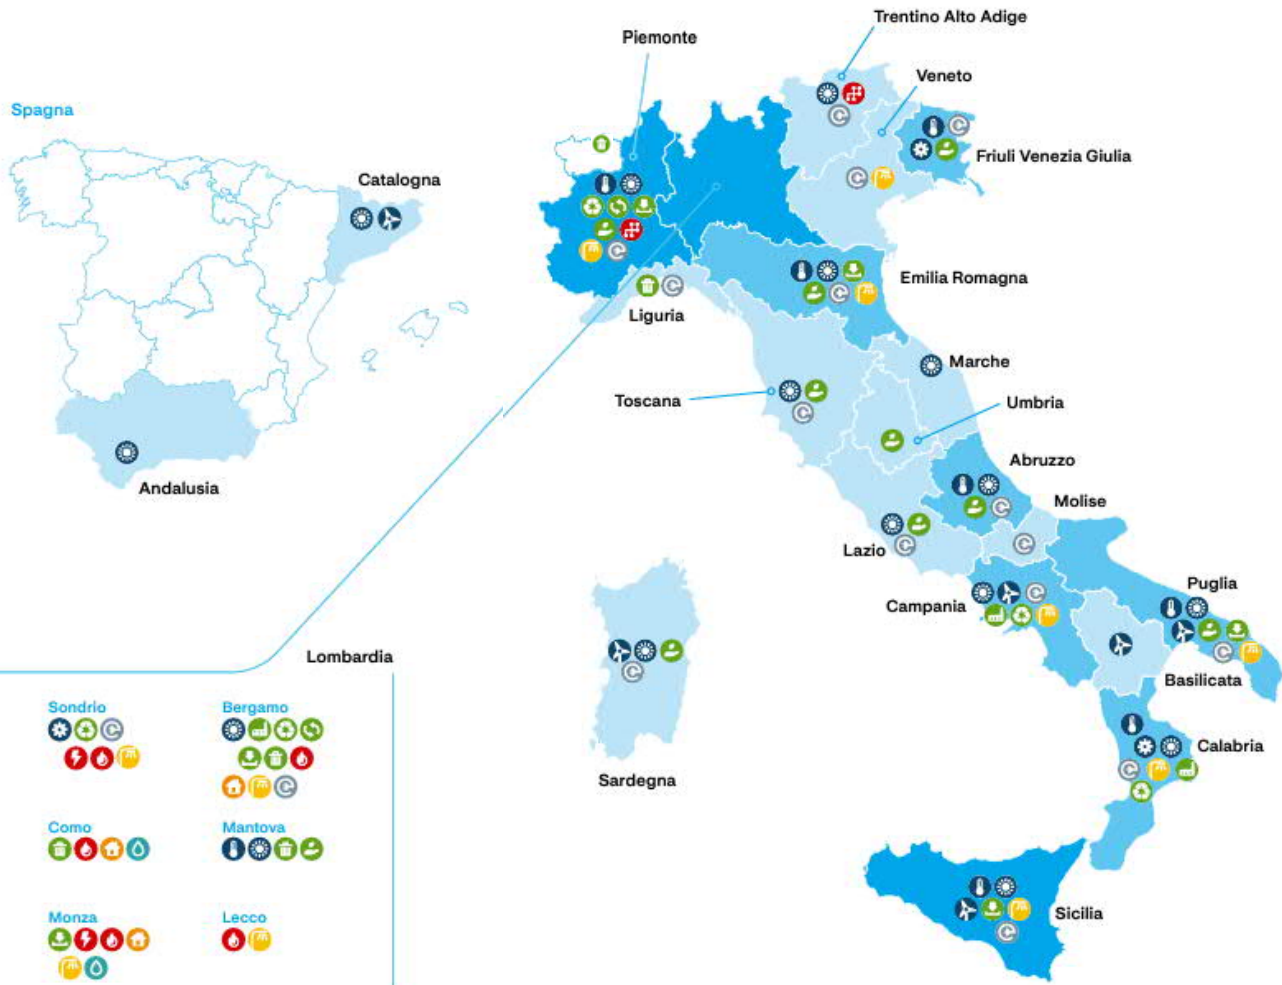 Trentino Alto Adige
Piemonte
Veneto
Spagna
Friuli Venezia Giulia
Catalogna
Emilia Romagna
Liguria
Marche
Toscana
Umbria
Abruzzo
Andalusia
Molise
Lazio
Puglia
Campania
Lombardia
Basilicata
Sondrio
Bergamo
Calabria
Sardegna
Como
Mantova
Monza
Lecco
Sicilia